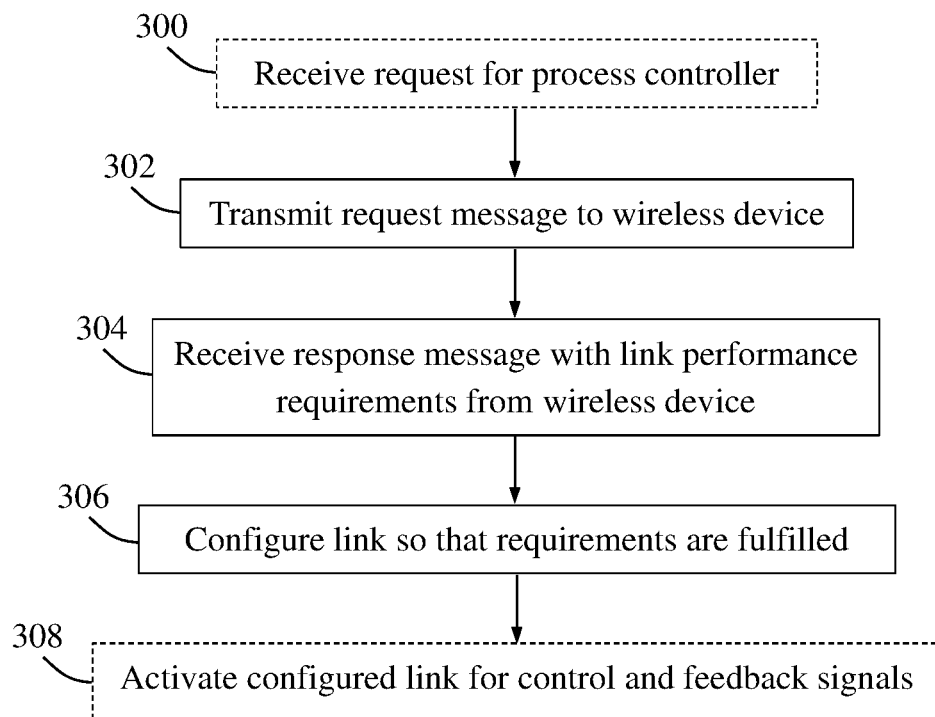 300
Receive request for process controller
302
Transmit request message to wireless device
304
Receive response message with link performance
requirements from wireless device
306
Configure link so that requirements are fulfilled
308
Activate configured link for control and feedback signals